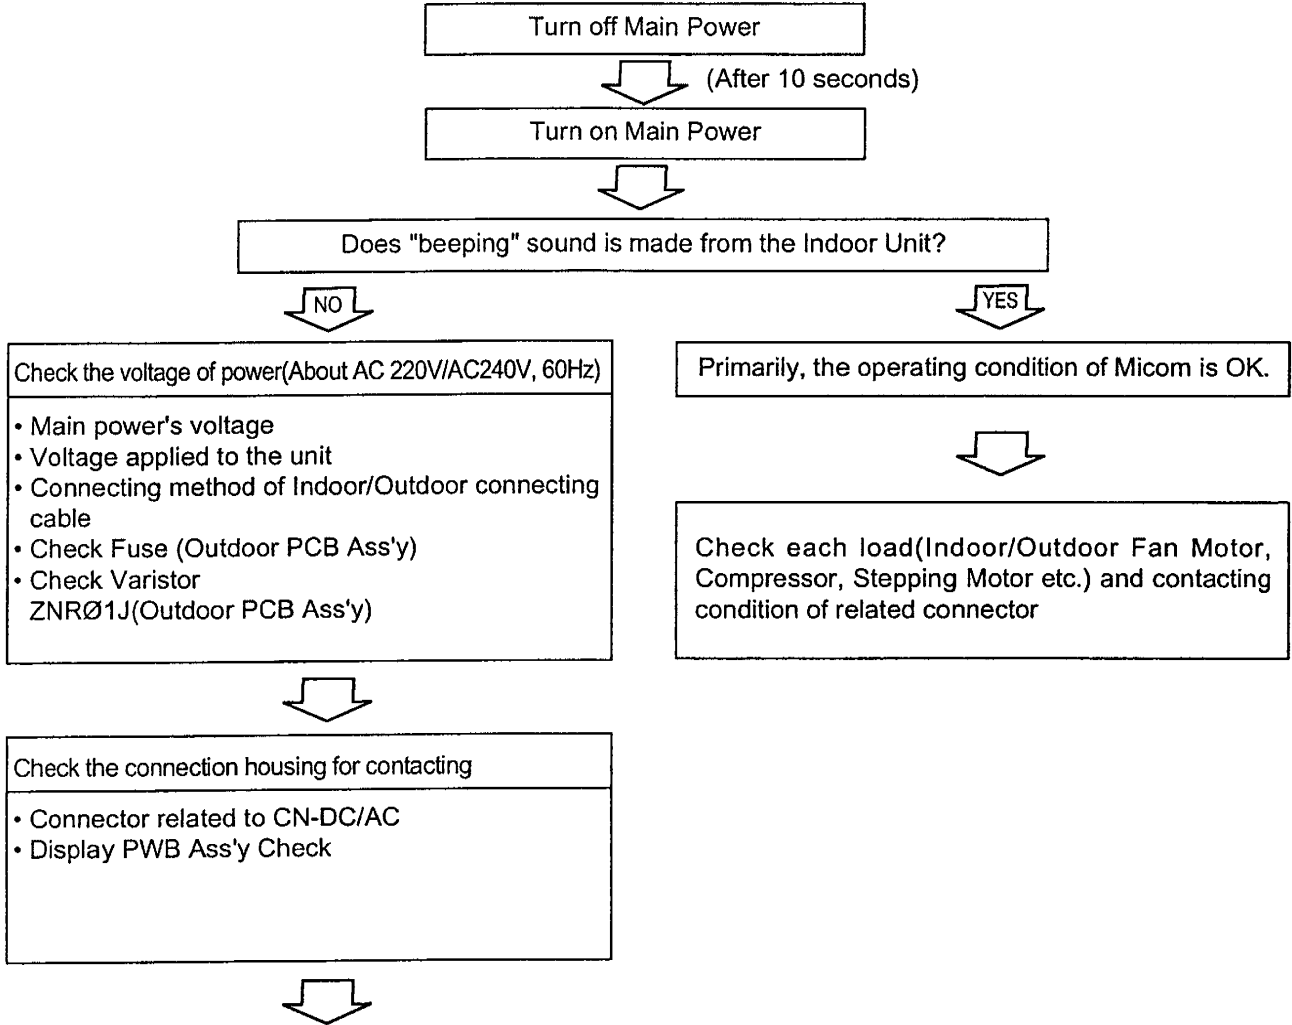 Turn off Main Power
(After 10 seconds)
Turn on Main Power
Does "beeping" sound is made from the Indoor Unit?
NO
YES
Check the voltage of power(About AC 220V/AC240V, 60Hz)
• Main power's voltage
• Voltage applied to the unit
• Connecting method of Indoor/Outdoor connecting
cable
• Check Fuse (Outdoor PCB Ass'y)
• Check Varistor
ZNRØ1J(Outdoor PCB Ass'y)
Primarily, the operating condition of Micom is OK.
Check each load(Indoor/Outdoor Fan Motor,
Compressor, Stepping Motor etc.) and contacting
condition of related connector
Check the connection housing for contacting
• Connector related to CN-DC/AC
• Display PWB Ass'y Check